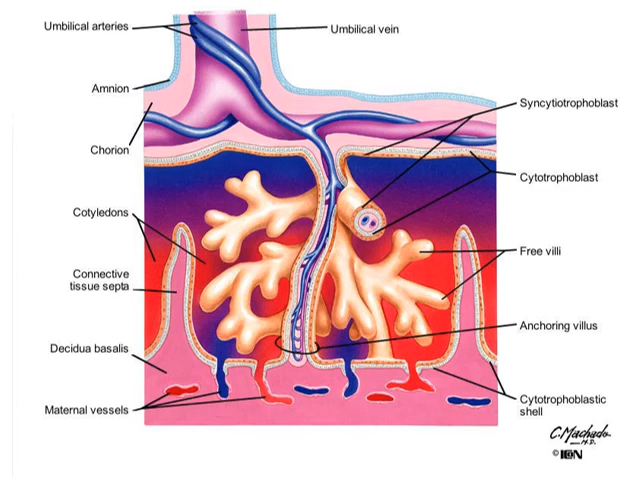 Umbilical arteries
Umbilical vein
Amnion
Syncytiotrophoblast
Chorion
Cytotrophoblast
Cotyledons
Free villi
Connective
tissue septa
Anchoring villus
Decidua basalis
Cytotrophoblastic
shell
Maternal vessels
C. Machado
M.D.
© ICON